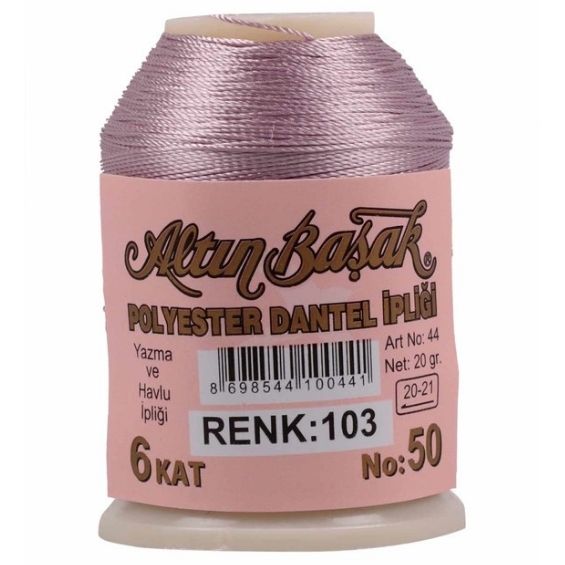 Altın Başak ®
POLYESTER DANTEL İPLİĞİ
Yazma
ve
Havlu
İpliği
8 698544 100441
Art No: 44
Net: 20 gr.
20-21
RENK:103
6 KAT
No:50